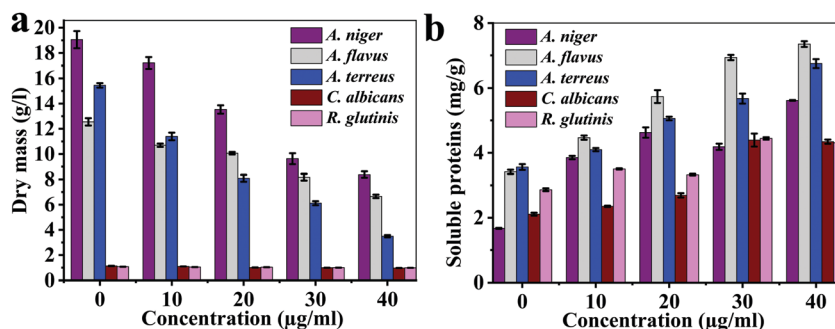 a
Dry mass (g/l)
20
18
16
14
12
10
8
6
4
2
0
A. niger
A. flavus
A. terreus
C. albicans
R. glutinis
0 10 20 30 40
Concentration (µg/ml)
b
Soluble proteins (mg/g)
8
6
4
2
0
A. niger
A. flavus
A. terreus
C. albicans
R. glutinis
0 10 20 30 40
Concentration (µg/ml)